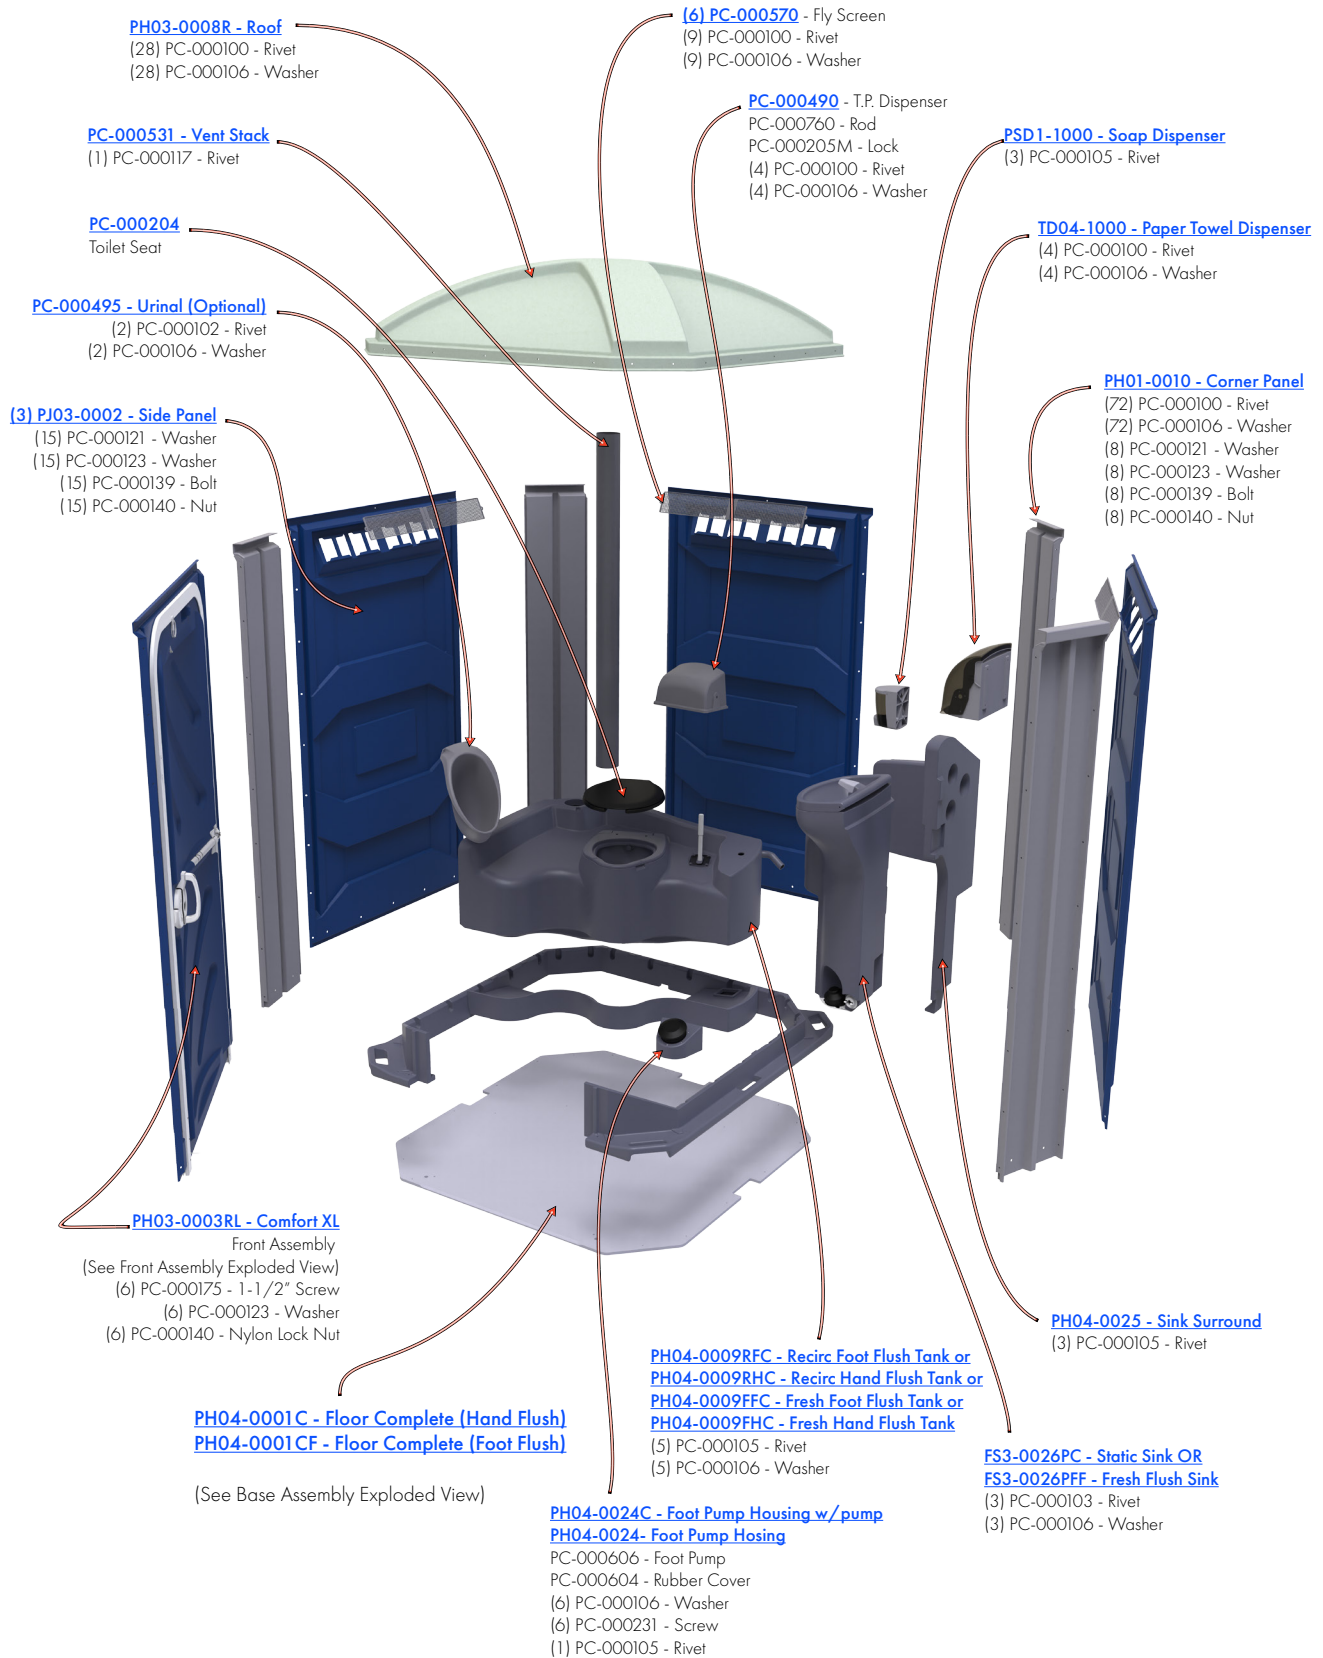 PH03-0008R - Roof
(28) PC-000100 - Rivet
(28) PC-000106 - Washer
(6) PC-000570 - Fly Screen
(9) PC-000100 - Rivet
(9) PC-000106 - Washer
PC-000490 - T.P. Dispenser
PC-000760 - Rod
PC-000205M - Lock
(4) PC-000100 - Rivet
(4) PC-000106 - Washer
PC-000531 - Vent Stack
(1) PC-000117 - Rivet
PSD1-1000 - Soap Dispenser
(3) PC-000105 - Rivet
PC-000204
Toilet Seat
TD04-1000 - Paper Towel Dispenser
(4) PC-000100 - Rivet
(4) PC-000106 - Washer
PC-000495 - Urinal (Optional)
(2) PC-000102 - Rivet
(2) PC-000106 - Washer
PH01-0010 - Corner Panel
(72) PC-000100 - Rivet
(72) PC-000106 - Washer
(8) PC-000121 - Washer
(8) PC-000123 - Washer
(8) PC-000139 - Bolt
(8) PC-000140 - Nut
(3) PJ03-0002 - Side Panel
(15) PC-000121 - Washer
(15) PC-000123 - Washer
(15) PC-000139 - Bolt
(15) PC-000140 - Nut
PH03-0003RL - Comfort XL
Front Assembly
(See Front Assembly Exploded View)
(6) PC-000175 - 1-1/2” Screw
(6) PC-000123 - Washer
(6) PC-000140 - Nylon Lock Nut
PH04-0025 - Sink Surround
(3) PC-000105 - Rivet
PH04-0009RFC - Recirc Foot Flush Tank or
PH04-0009RHC - Recirc Hand Flush Tank or
PH04-0009FFC - Fresh Foot Flush Tank or
PH04-0009FHC - Fresh Hand Flush Tank
(5) PC-000105 - Rivet
(5) PC-000106 - Washer
PH04-0001C - Floor Complete (Hand Flush)
PH04-0001CF - Floor Complete (Foot Flush)
(See Base Assembly Exploded View)
FS3-0026PC - Static Sink OR
FS3-0026PFF - Fresh Flush Sink
(3) PC-000103 - Rivet
(3) PC-000106 - Washer
PH04-0024C - Foot Pump Housing w/pump
PH04-0024- Foot Pump Hosing
PC-000606 - Foot Pump
PC-000604 - Rubber Cover
(6) PC-000106 - Washer
(6) PC-000231 - Screw
(1) PC-000105 - Rivet